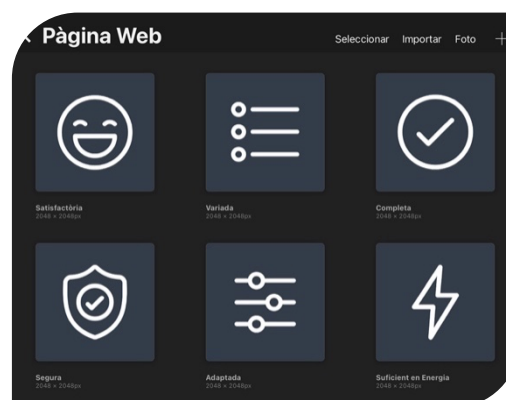 Pàgina Web
Seleccionar Importar Foto
Satisfactòria
2048 × 2048px
Variada
2048 × 2048px
Completa
2048 × 2048px
Segura
2048 × 2048px
Adaptada
2048 × 2048px
Suficient en Energia
2048 × 2048px